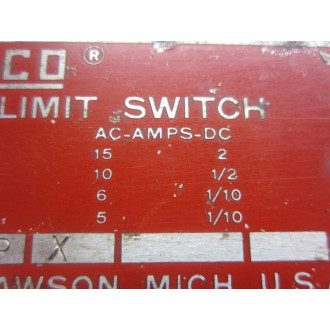 CO®
LIMIT SWITCH
AC-AMPS-DC
15 2
10 1/2
6 1/10
5 1/10
X
AWSON MICH. U.S.